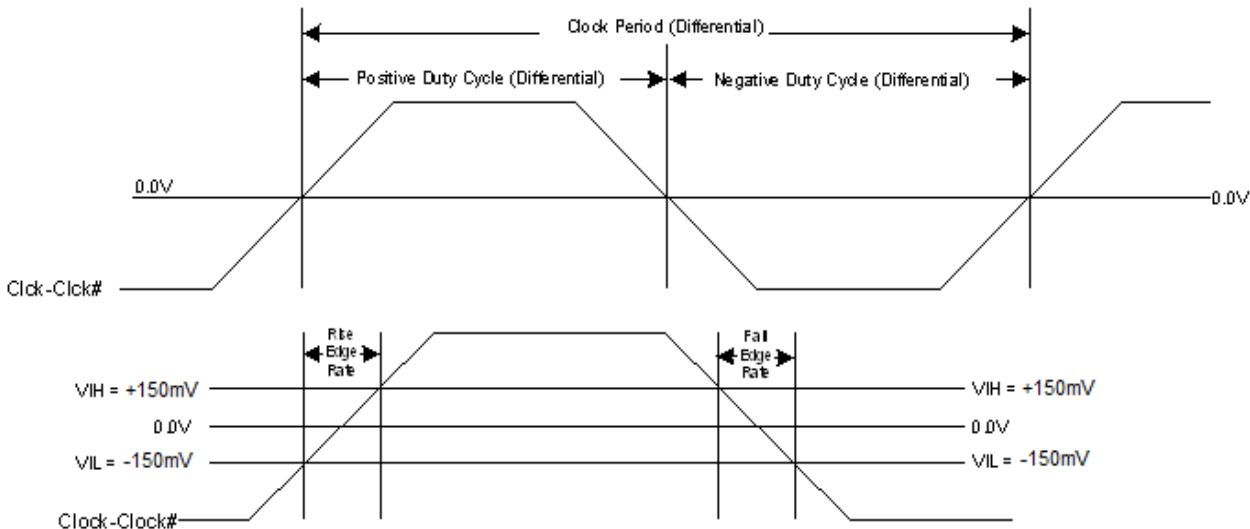 Clock Period (Differential)
Positive Duty Cycle (Differential)
Negative Duty Cycle (Differential)
0.0V
0.0V
Clck-Clck#
Rise
Edge
Rate
Fall
Edge
Rate
VIH = +150mV
VIH = +150mV
0.0V
0.0V
VIL = -150mV
VIL = -150mV
Clock-Clock#